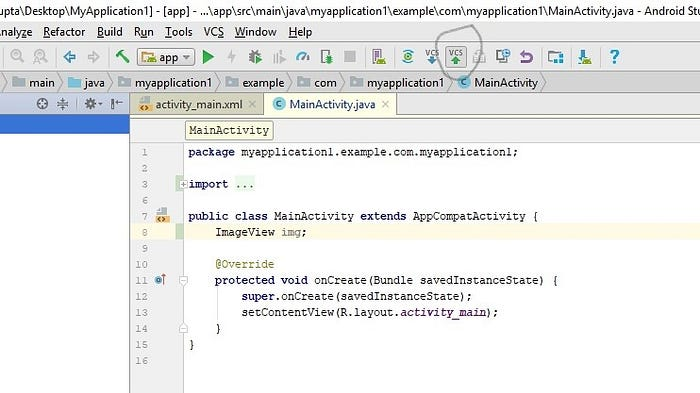 upta\Desktop\MyApplication1] - [app] - ...\app\src\main\java\myapplication1\example\com\myapplication1\MainActivity.java - Android Stu
nalyze Refactor Build Run Tools VCS Window Help
app VCS VCS
main java myapplication1 example com myapplication1 MainActivity
activity_main.xml MainActivity.java
MainActivity
1 package myapplication1.example.com.myapplication1;
2
3 import ...
6
7 public class MainActivity extends AppCompatActivity {
8 ImageView img;
9
10 @Override
11 protected void onCreate(Bundle savedInstanceState) {
12 super.onCreate(savedInstanceState);
13 setContentView(R.layout.activity_main);
14 }
15 }
16